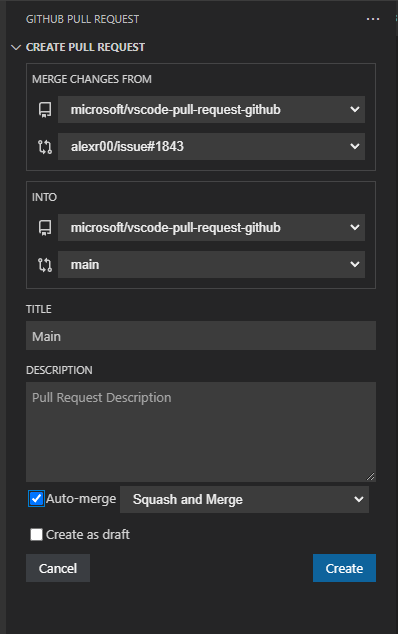 GITHUB PULL REQUEST
CREATE PULL REQUEST
MERGE CHANGES FROM
microsoft/vscode-pull-request-github
alexr00/issue#1843
INTO
microsoft/vscode-pull-request-github
main
TITLE
Main
DESCRIPTION
Pull Request Description
Auto-merge Squash and Merge
Create as draft
Cancel Create